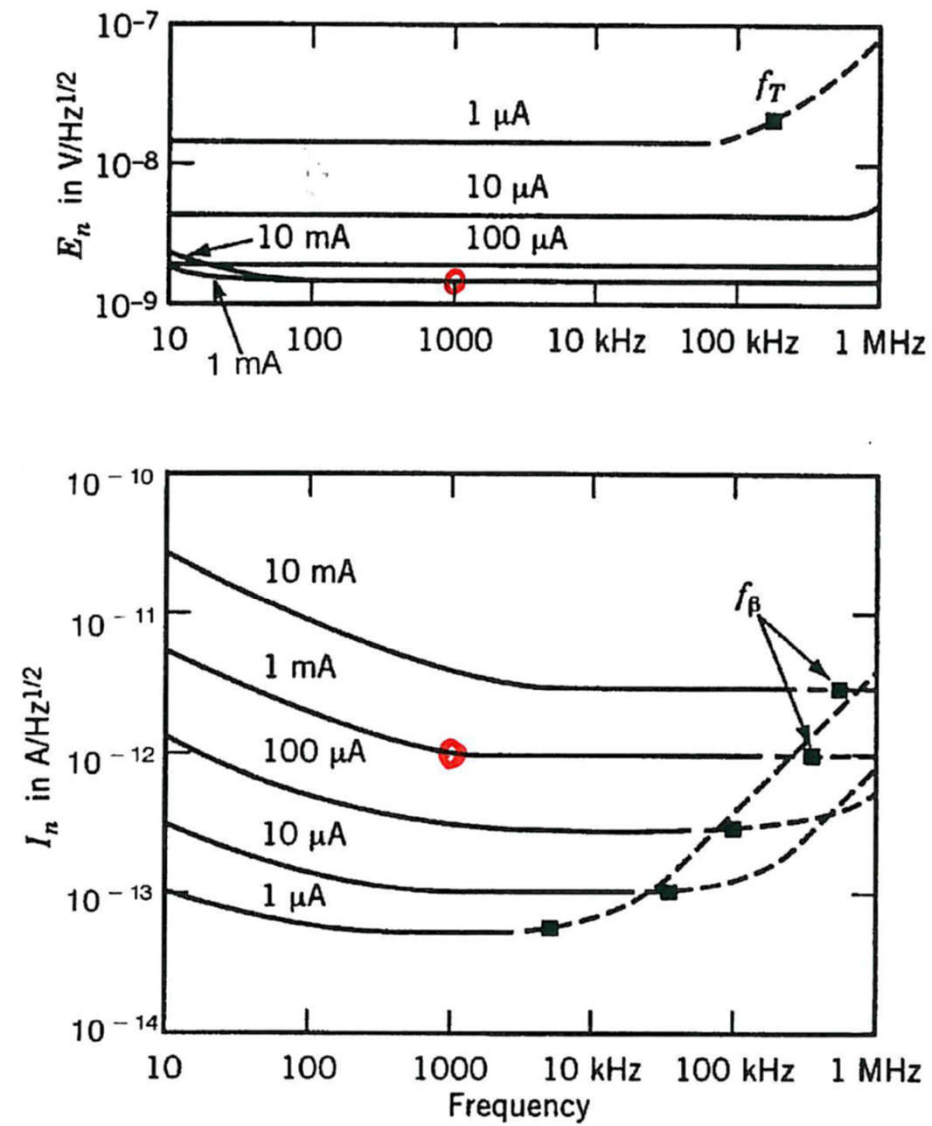 10⁻⁷
f_T
1 μA
10⁻⁸
10 μA
10 mA
100 μA
10⁻⁹
E_n in V/Hz^1/2
10 100 1000 10 kHz 100 kHz 1 MHz
1 mA
10⁻¹⁰
10 mA
f_β
10⁻¹¹
1 mA
100 μA
10⁻¹²
10 μA
10⁻¹³
1 μA
10⁻¹⁴
I_n in A/Hz^1/2
10 100 1000 10 kHz 100 kHz 1 MHz
Frequency